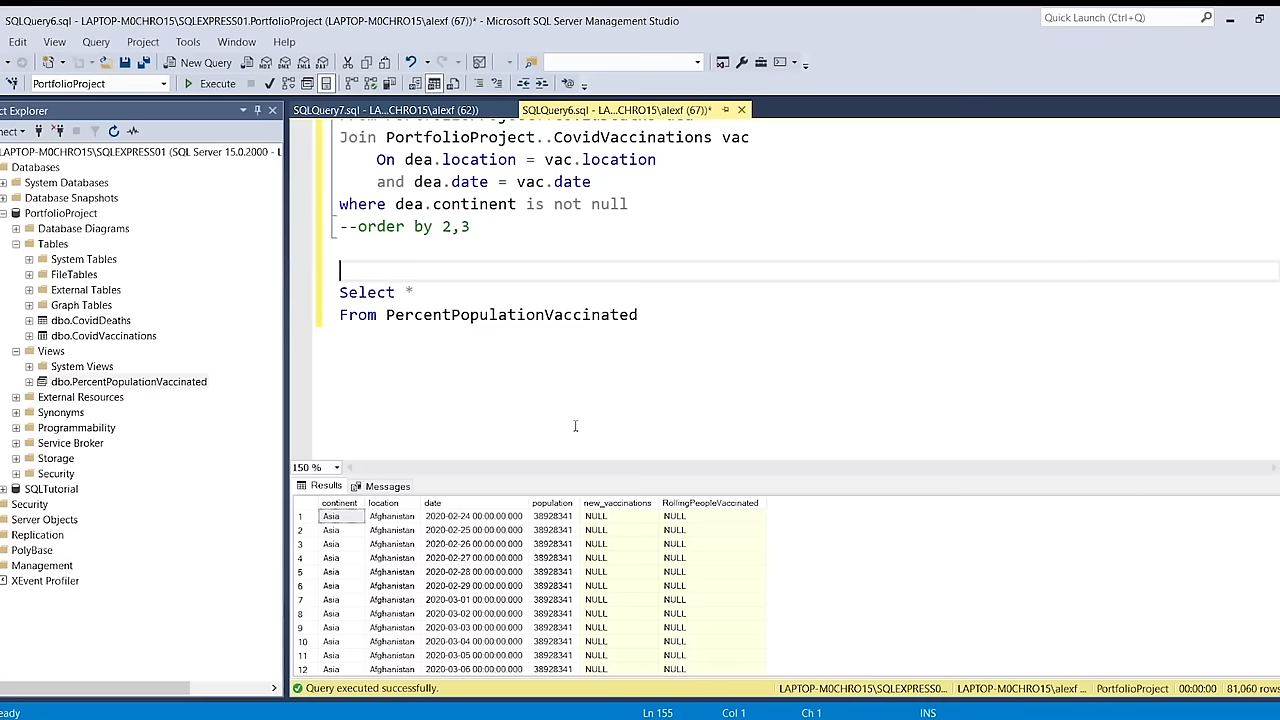 SQLQuery6.sql - LAPTOP-M0CHRO15\SQLEXPRESS01.PortfolioProject (LAPTOP-M0CHRO15\alexf (67))* - Microsoft SQL Server Management Studio
Quick Launch (Ctrl+Q)
Edit View Query Project Tools Window Help
New Query
PortfolioProject Execute
ct Explorer
SQLQuery7.sql - LA...CHRO15\alexf (62)) SQLQuery6.sql - LA...CHRO15\alexf (67))*
nnect
LAPTOP-M0CHRO15\SQLEXPRESS01 (SQL Server 15.0.2000 - L
Databases
System Databases
Database Snapshots
PortfolioProject
Database Diagrams
Tables
System Tables
FileTables
External Tables
Graph Tables
dbo.CovidDeaths
dbo.CovidVaccinations
Views
System Views
dbo.PercentPopulationVaccinated
External Resources
Synonyms
Programmability
Service Broker
Storage
Security
SQLTutorial
Security
Server Objects
Replication
PolyBase
Management
XEvent Profiler
Join PortfolioProject..CovidVaccinations vac
On dea.location = vac.location
and dea.date = vac.date
where dea.continent is not null
--order by 2,3
Select *
From PercentPopulationVaccinated
150 %
Results Messages
continent location date population new_vaccinations RollingPeopleVaccinated
1 Asia Afghanistan 2020-02-24 00:00:00.000 38928341 NULL NULL
2 Asia Afghanistan 2020-02-25 00:00:00.000 38928341 NULL NULL
3 Asia Afghanistan 2020-02-26 00:00:00.000 38928341 NULL NULL
4 Asia Afghanistan 2020-02-27 00:00:00.000 38928341 NULL NULL
5 Asia Afghanistan 2020-02-28 00:00:00.000 38928341 NULL NULL
6 Asia Afghanistan 2020-02-29 00:00:00.000 38928341 NULL NULL
7 Asia Afghanistan 2020-03-01 00:00:00.000 38928341 NULL NULL
8 Asia Afghanistan 2020-03-02 00:00:00.000 38928341 NULL NULL
9 Asia Afghanistan 2020-03-03 00:00:00.000 38928341 NULL NULL
10 Asia Afghanistan 2020-03-04 00:00:00.000 38928341 NULL NULL
11 Asia Afghanistan 2020-03-05 00:00:00.000 38928341 NULL NULL
12 Asia Afghanistan 2020-03-06 00:00:00.000 38928341 NULL NULL
Query executed successfully. LAPTOP-M0CHRO15\SQLEXPRESS0... LAPTOP-M0CHRO15\alexf ... PortfolioProject 00:00:00 81,060 rows
eady Ln 155 Col 1 Ch 1 INS